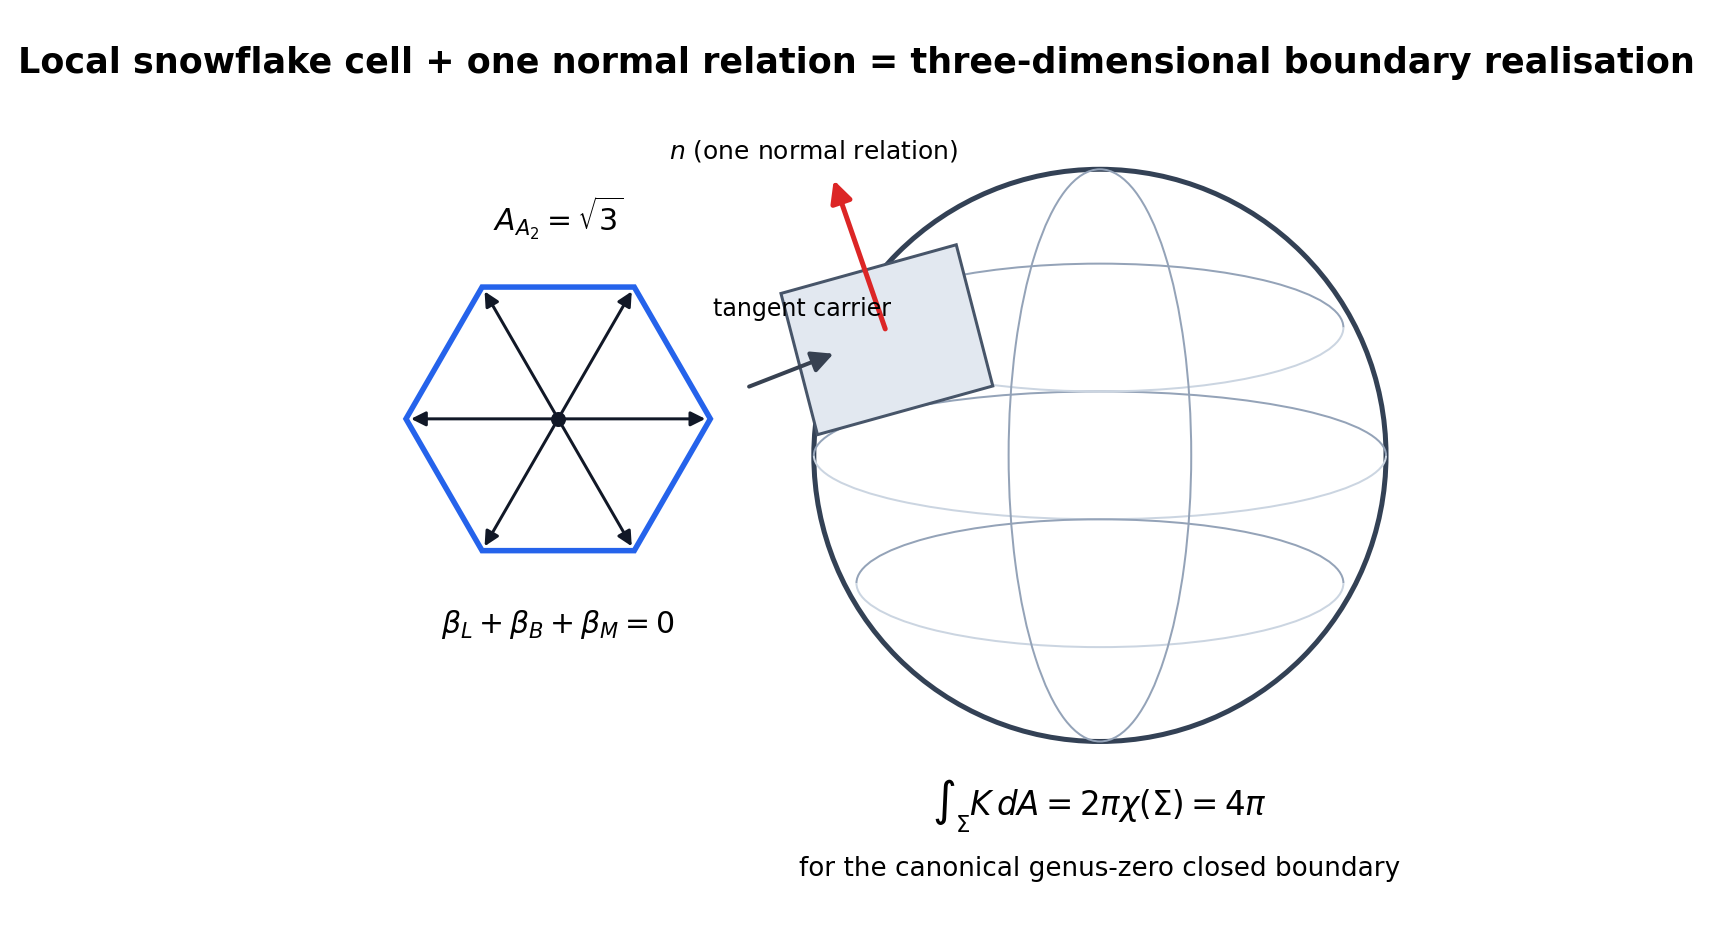 Local snowflake cell + one normal relation = three-dimensional boundary realisation
n (one normal relation)
A_{A_2} = √3
tangent carrier
β_L + β_B + β_M = 0
∫_Σ K dA = 2πχ(Σ) = 4π
for the canonical genus-zero closed boundary